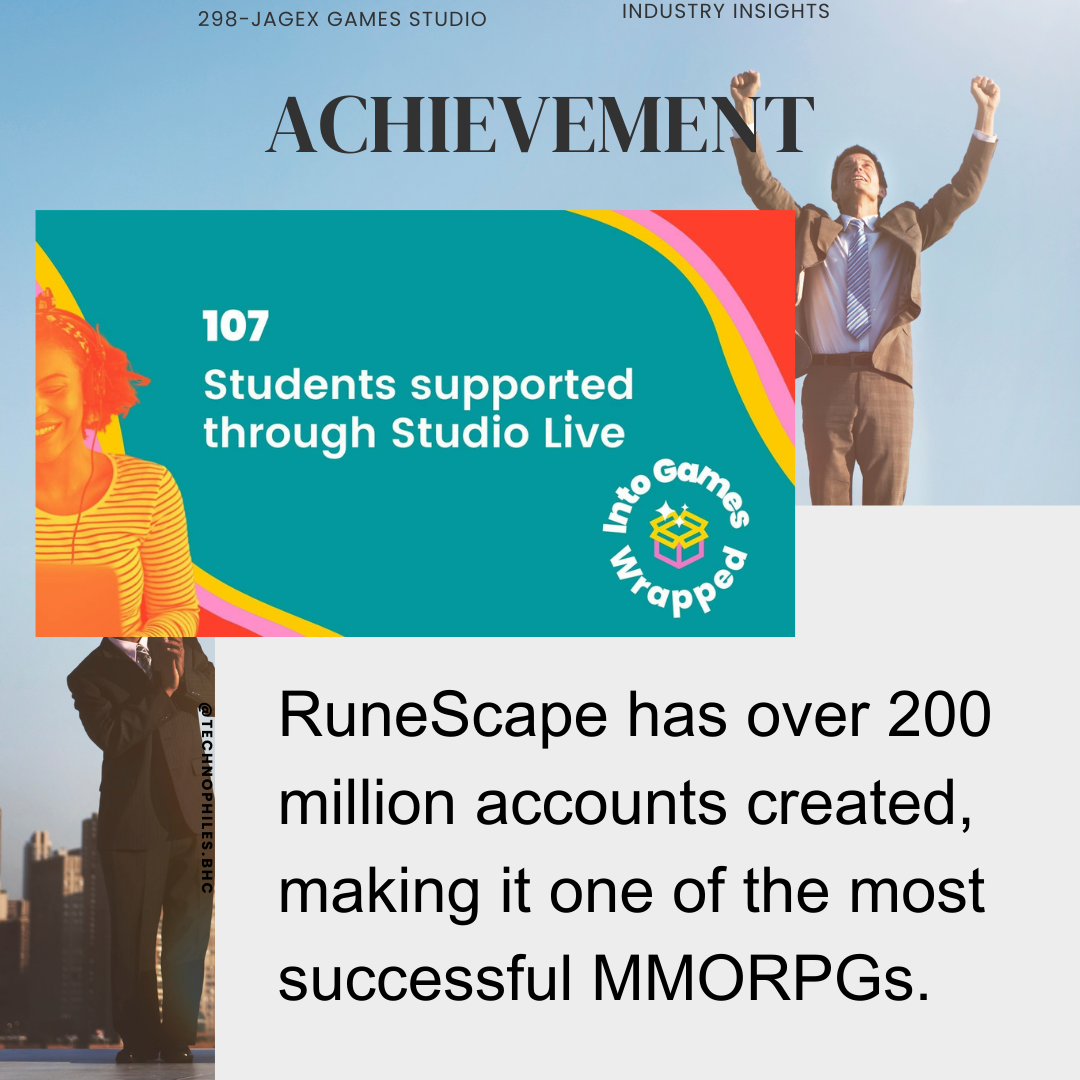 298-JAGEX GAMES STUDIO
INDUSTRY INSIGHTS
ACHIEVEMENT
107
Students supported
through Studio Live
Into Games
Wrapped
@TECHNOPHILES.BHC
RuneScape has over 200
million accounts created,
making it one of the most
successful MMORPGs.